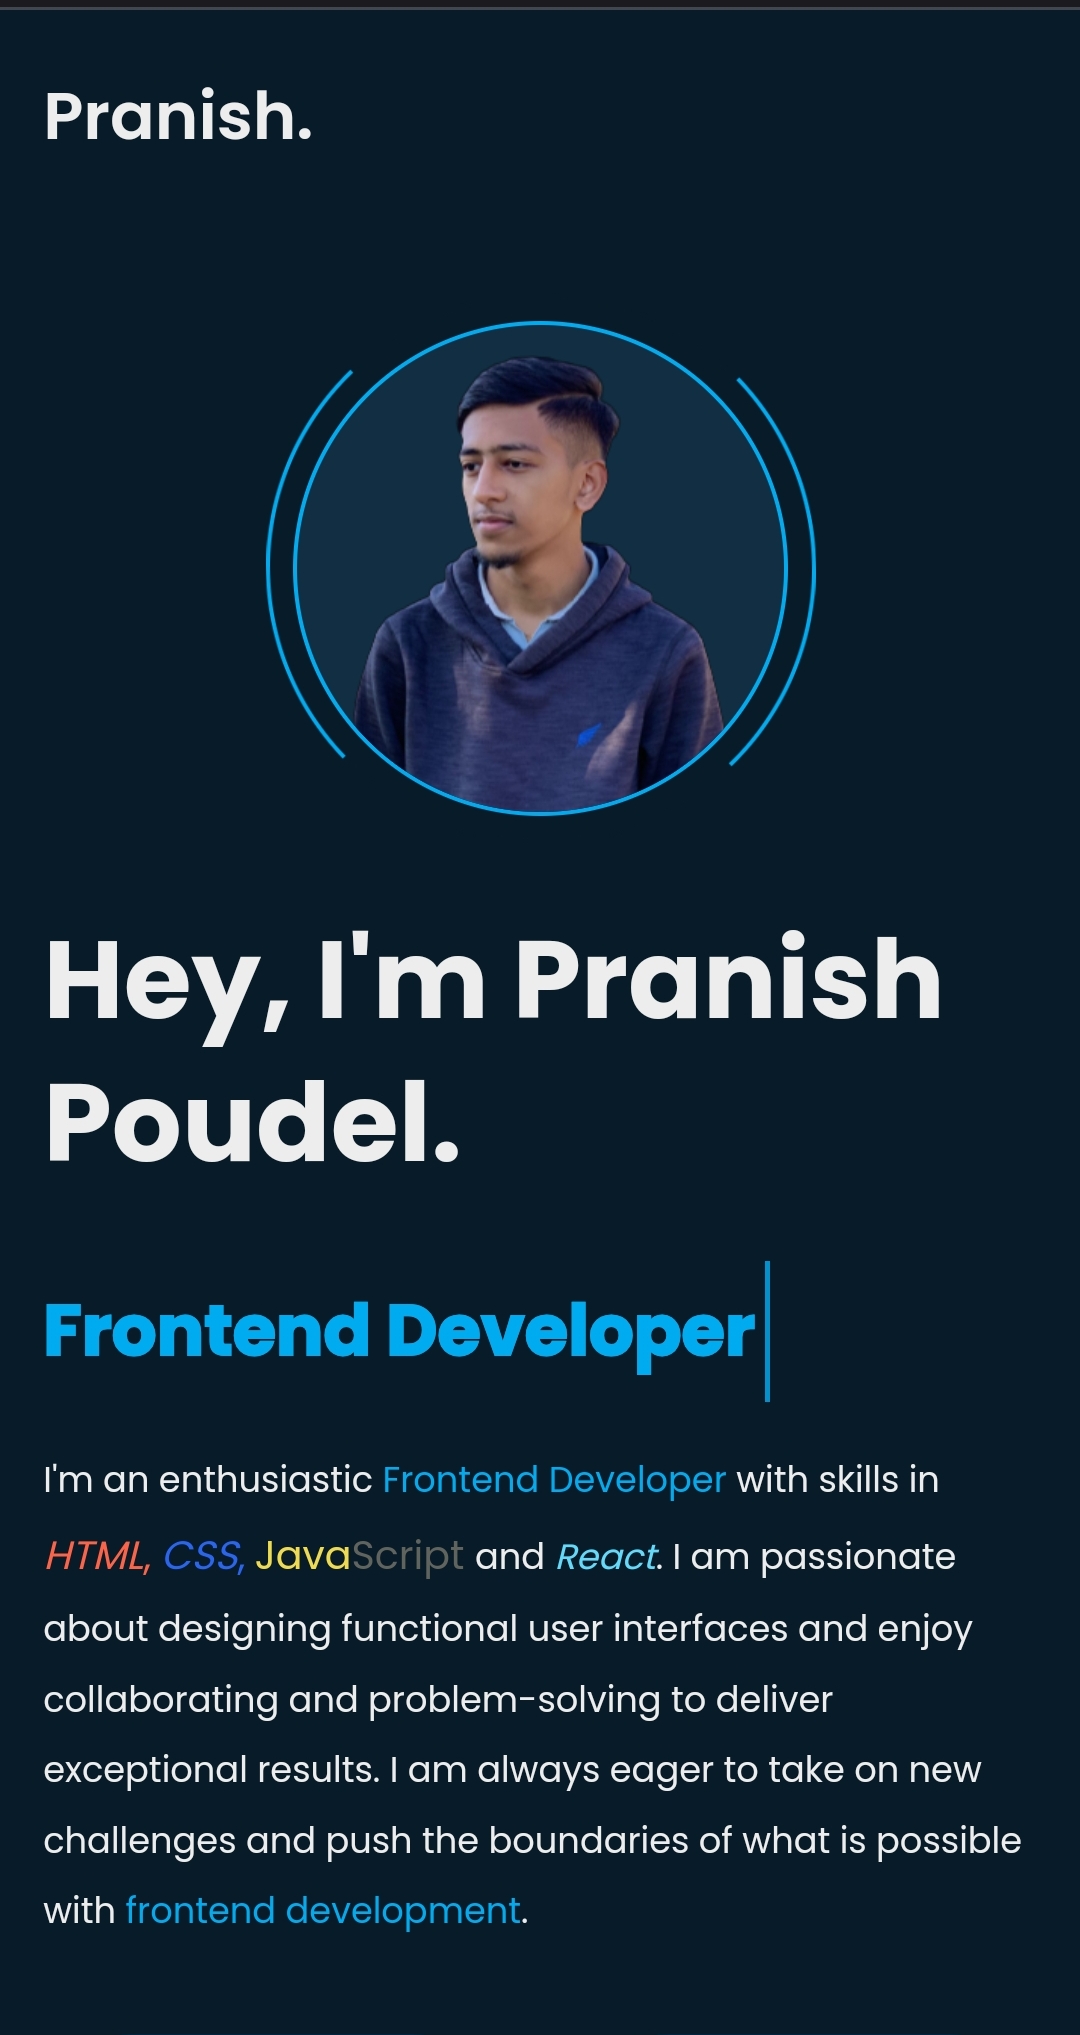 Pranish.
Hey, I'm Pranish
Poudel.
Frontend Developer
I'm an enthusiastic Frontend Developer with skills in
HTML, CSS, JavaScript and React. I am passionate
about designing functional user interfaces and enjoy
collaborating and problem-solving to deliver
exceptional results. I am always eager to take on new
challenges and push the boundaries of what is possible
with frontend development.